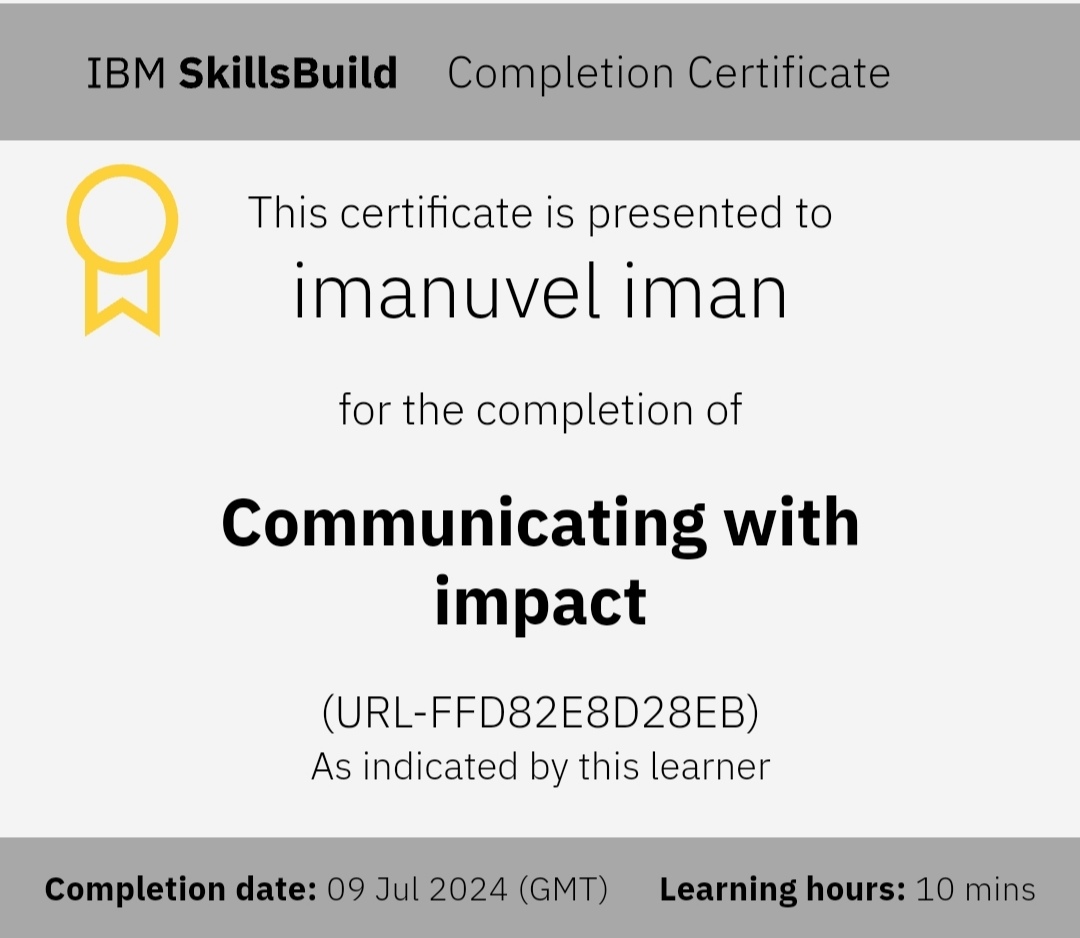 IBM SkillsBuild Completion Certificate
This certificate is presented to
imanuvel iman
for the completion of
Communicating with
impact
(URL-FFD82E8D28EB)
As indicated by this learner
Completion date: 09 Jul 2024 (GMT) Learning hours: 10 mins